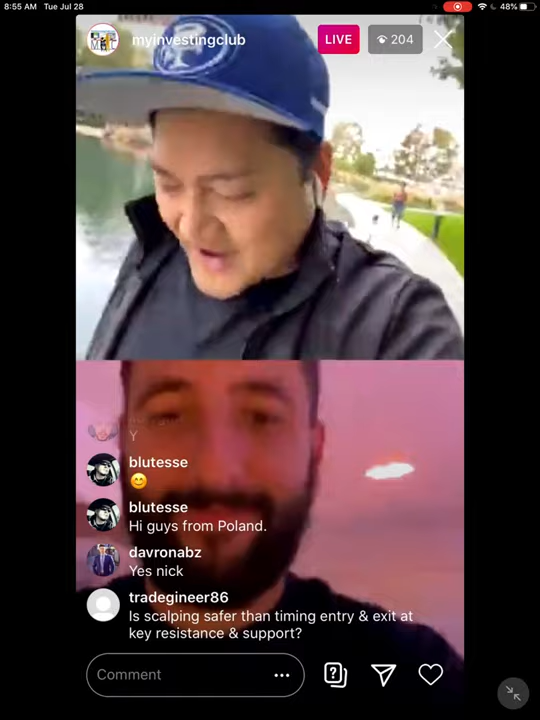 8:55 AM Tue Jul 28
48%
myinvestingclub
LIVE
204
Y
blutesse
😊
blutesse
Hi guys from Poland.
davronabz
Yes nick
tradegineer86
Is scalping safer than timing entry & exit at
key resistance & support?
Comment